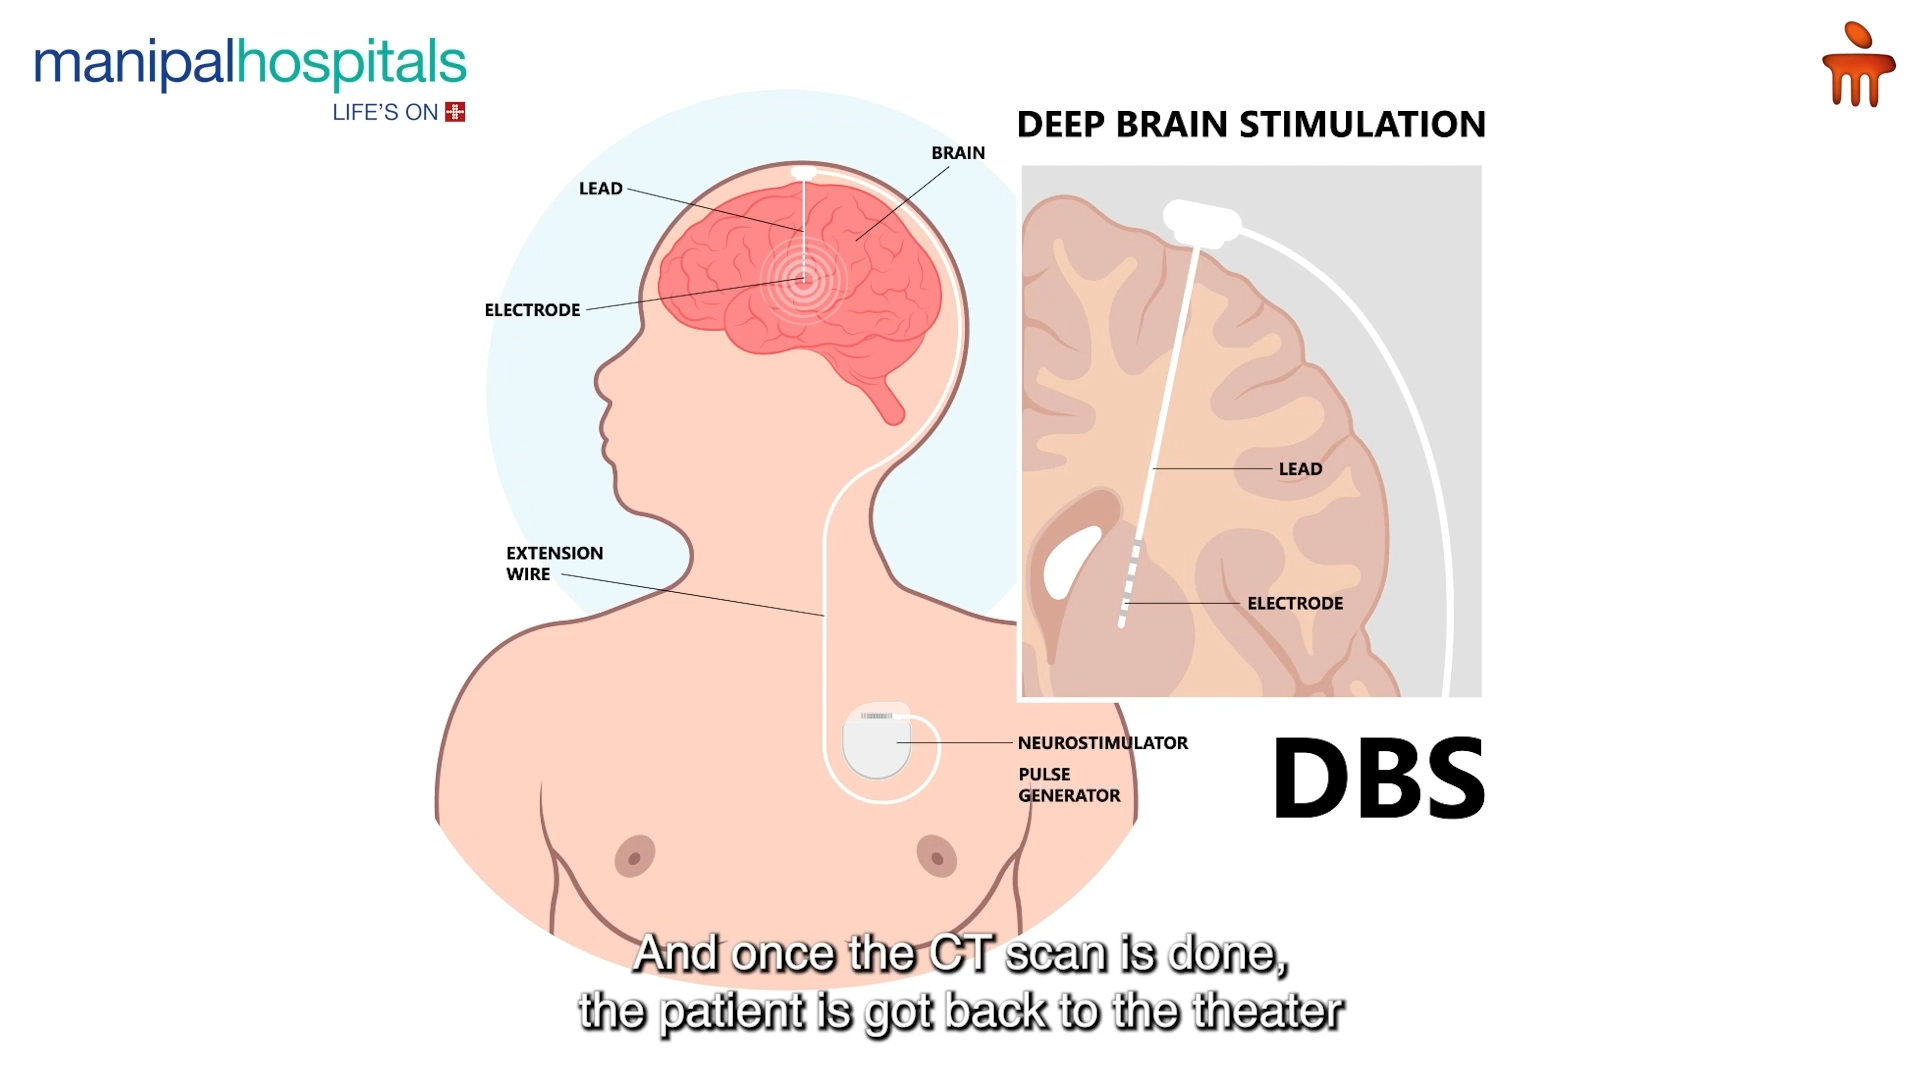 manipalhospitals
LIFE'S ON
DEEP BRAIN STIMULATION
BRAIN
LEAD
ELECTRODE
EXTENSION
WIRE
LEAD
ELECTRODE
NEUROSTIMULATOR
PULSE
GENERATOR
DBS
And once the CT scan is done,
the patient is got back to the theater